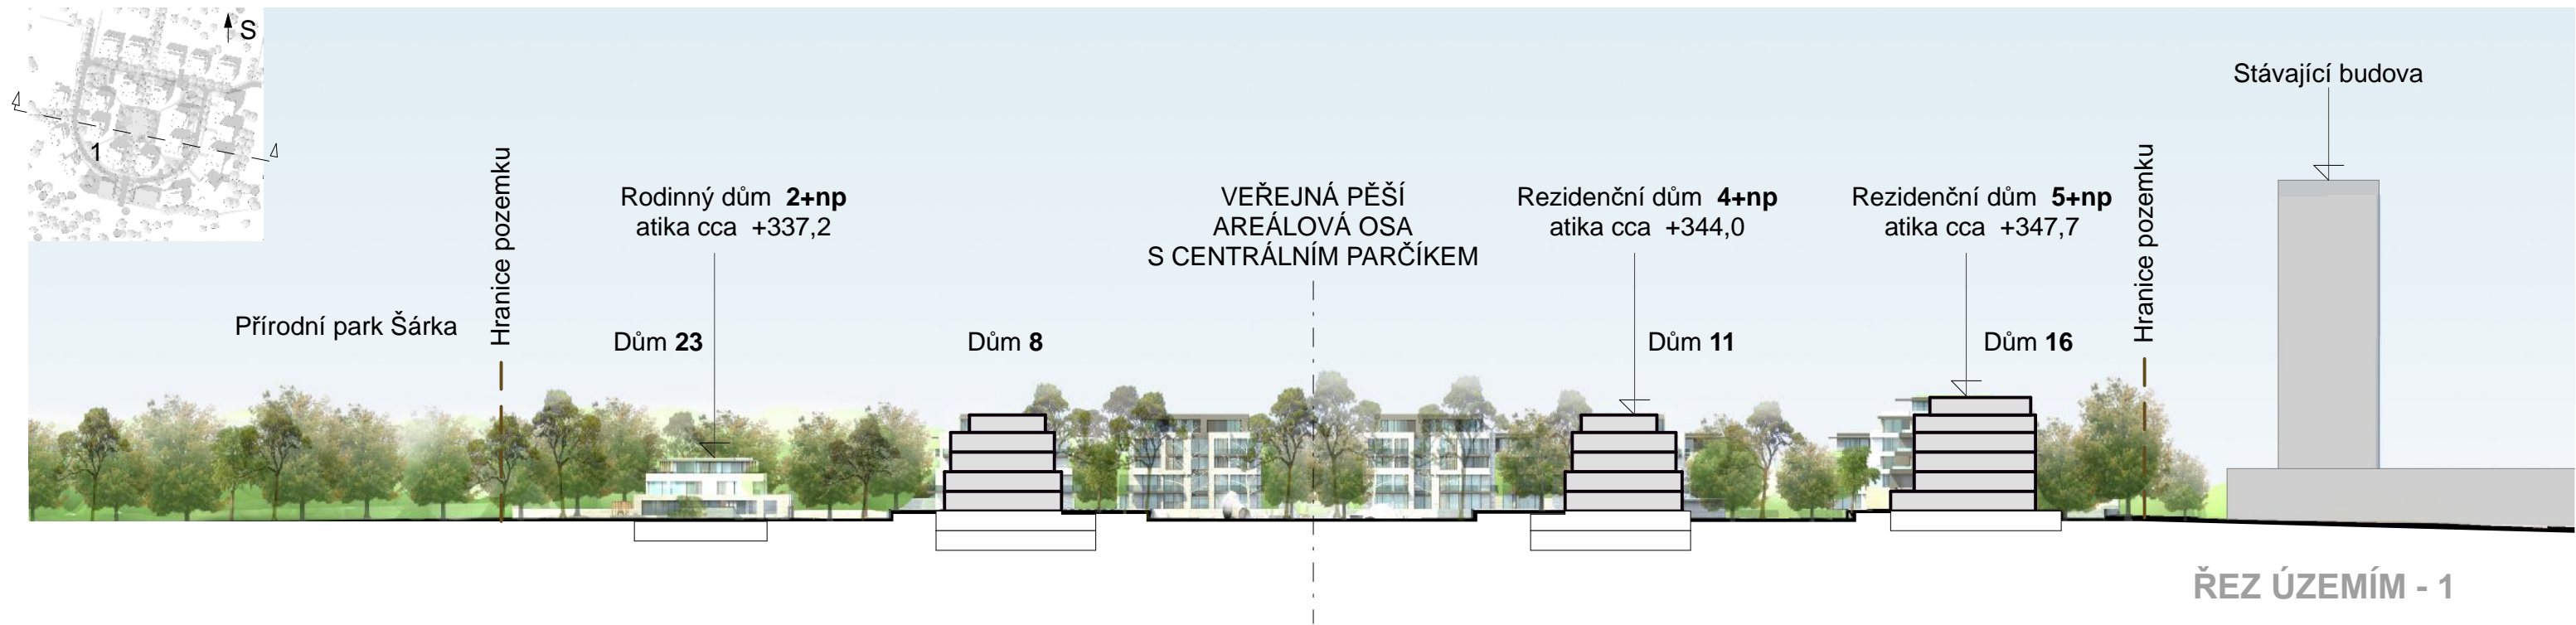 S
1
Stávající budova
Hranice pozemku
Hranice pozemku
Rodinný dům 2+np
atika cca +337,2
VEŘEJNÁ PĚŠÍ
AREÁLOVÁ OSA
S CENTRÁLNÍM PARČÍKEM
Rezidenční dům 4+np
atika cca +344,0
Rezidenční dům 5+np
atika cca +347,7
Přírodní park Šárka
Dům 23
Dům 8
Dům 11
Dům 16
ŘEZ ÚZEMÍM - 1